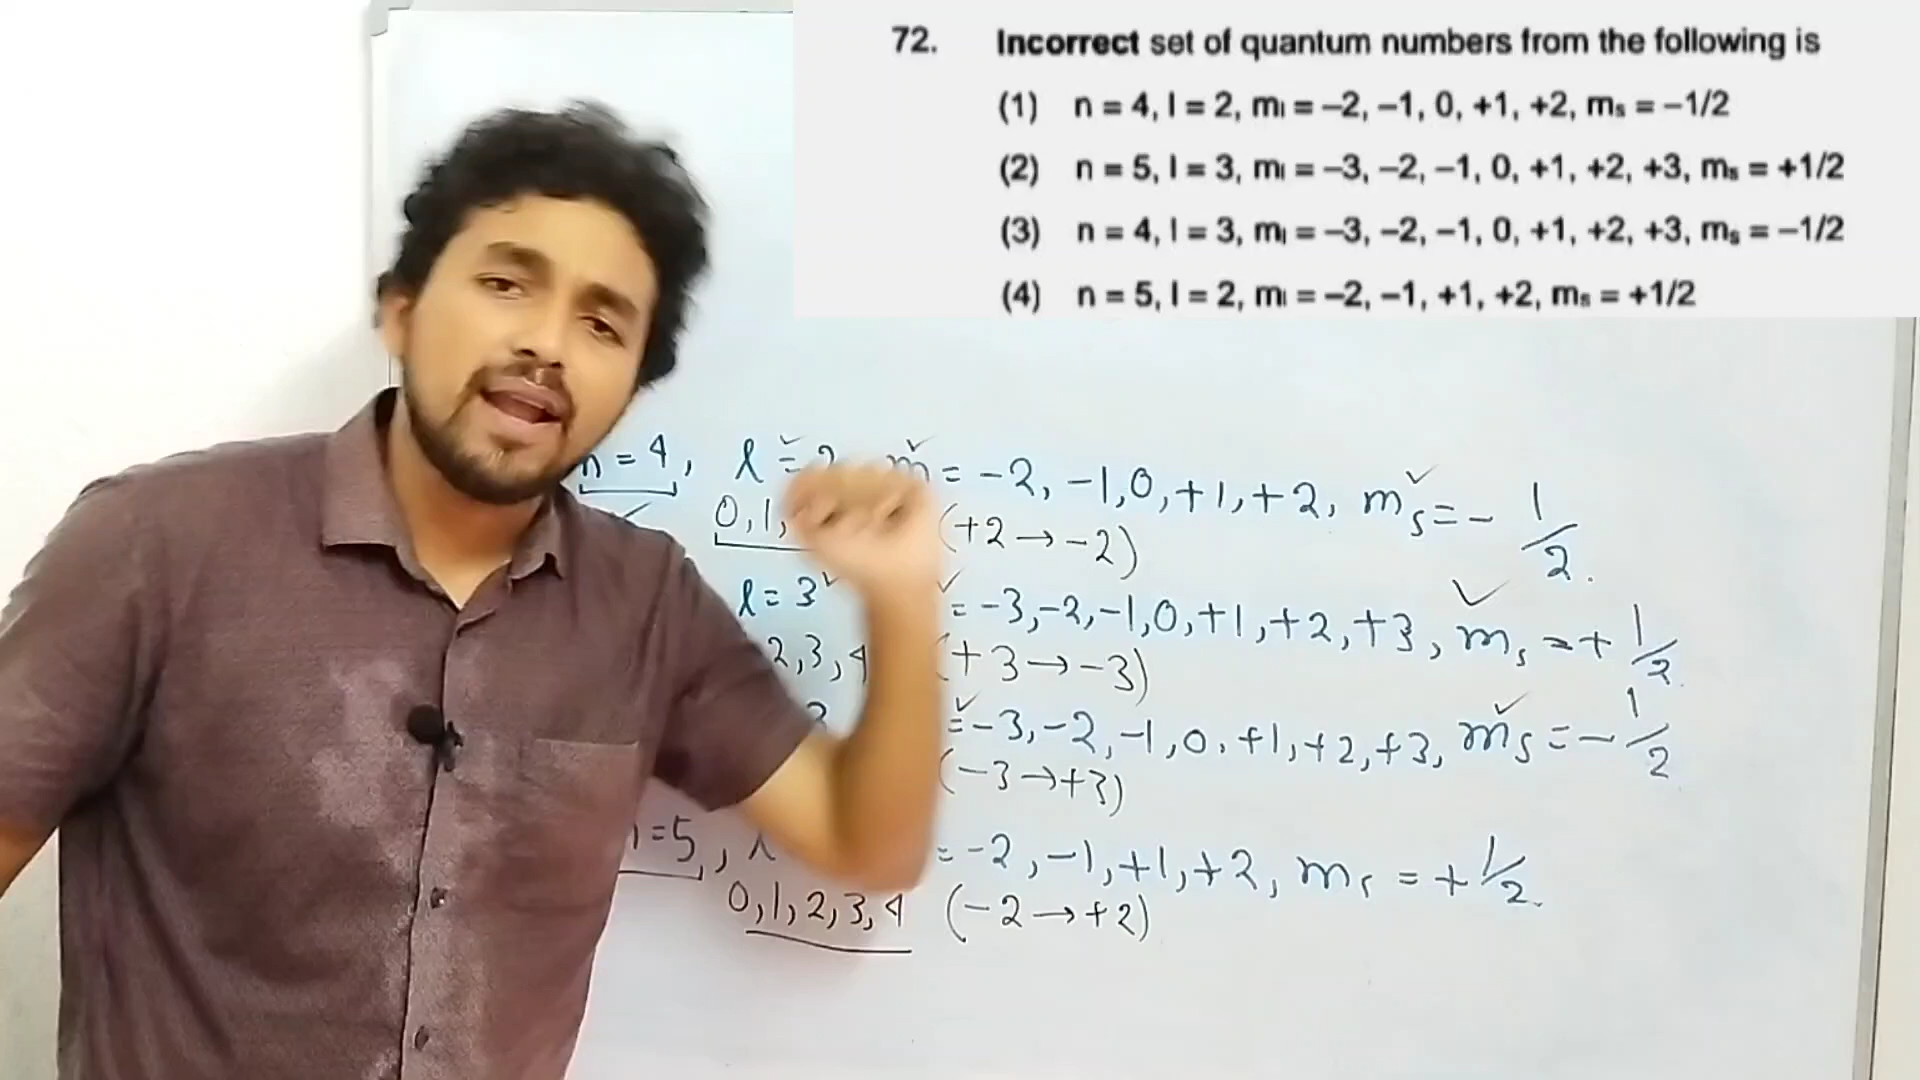 72. Incorrect set of quantum numbers from the following is
(1) n = 4, l = 2, mₗ = –2, –1, 0, +1, +2, mₛ = –1/2
(2) n = 5, l = 3, mₗ = –3, –2, –1, 0, +1, +2, +3, mₛ = +1/2
(3) n = 4, l = 3, mₗ = –3, –2, –1, 0, +1, +2, +3, mₛ = –1/2
(4) n = 5, l = 2, mₗ = –2, –1, +1, +2, mₛ = +1/2
n = 4, l = 2 m = -2, -1, 0, +1, +2, mₛ = - 1/2.
0, 1, (+2 → -2)
l = 3 = -3, -2, -1, 0, +1, +2, +3, mₛ = + 1/2
2, 3, 4 (+3 → -3)
= -3, -2, -1, 0, +1, +2, +3, mₛ = - 1/2
(-3 → +3)
n = 5, l = -2, -1, +1, +2, mₛ = + 1/2.
0, 1, 2, 3, 4 (-2 → +2)